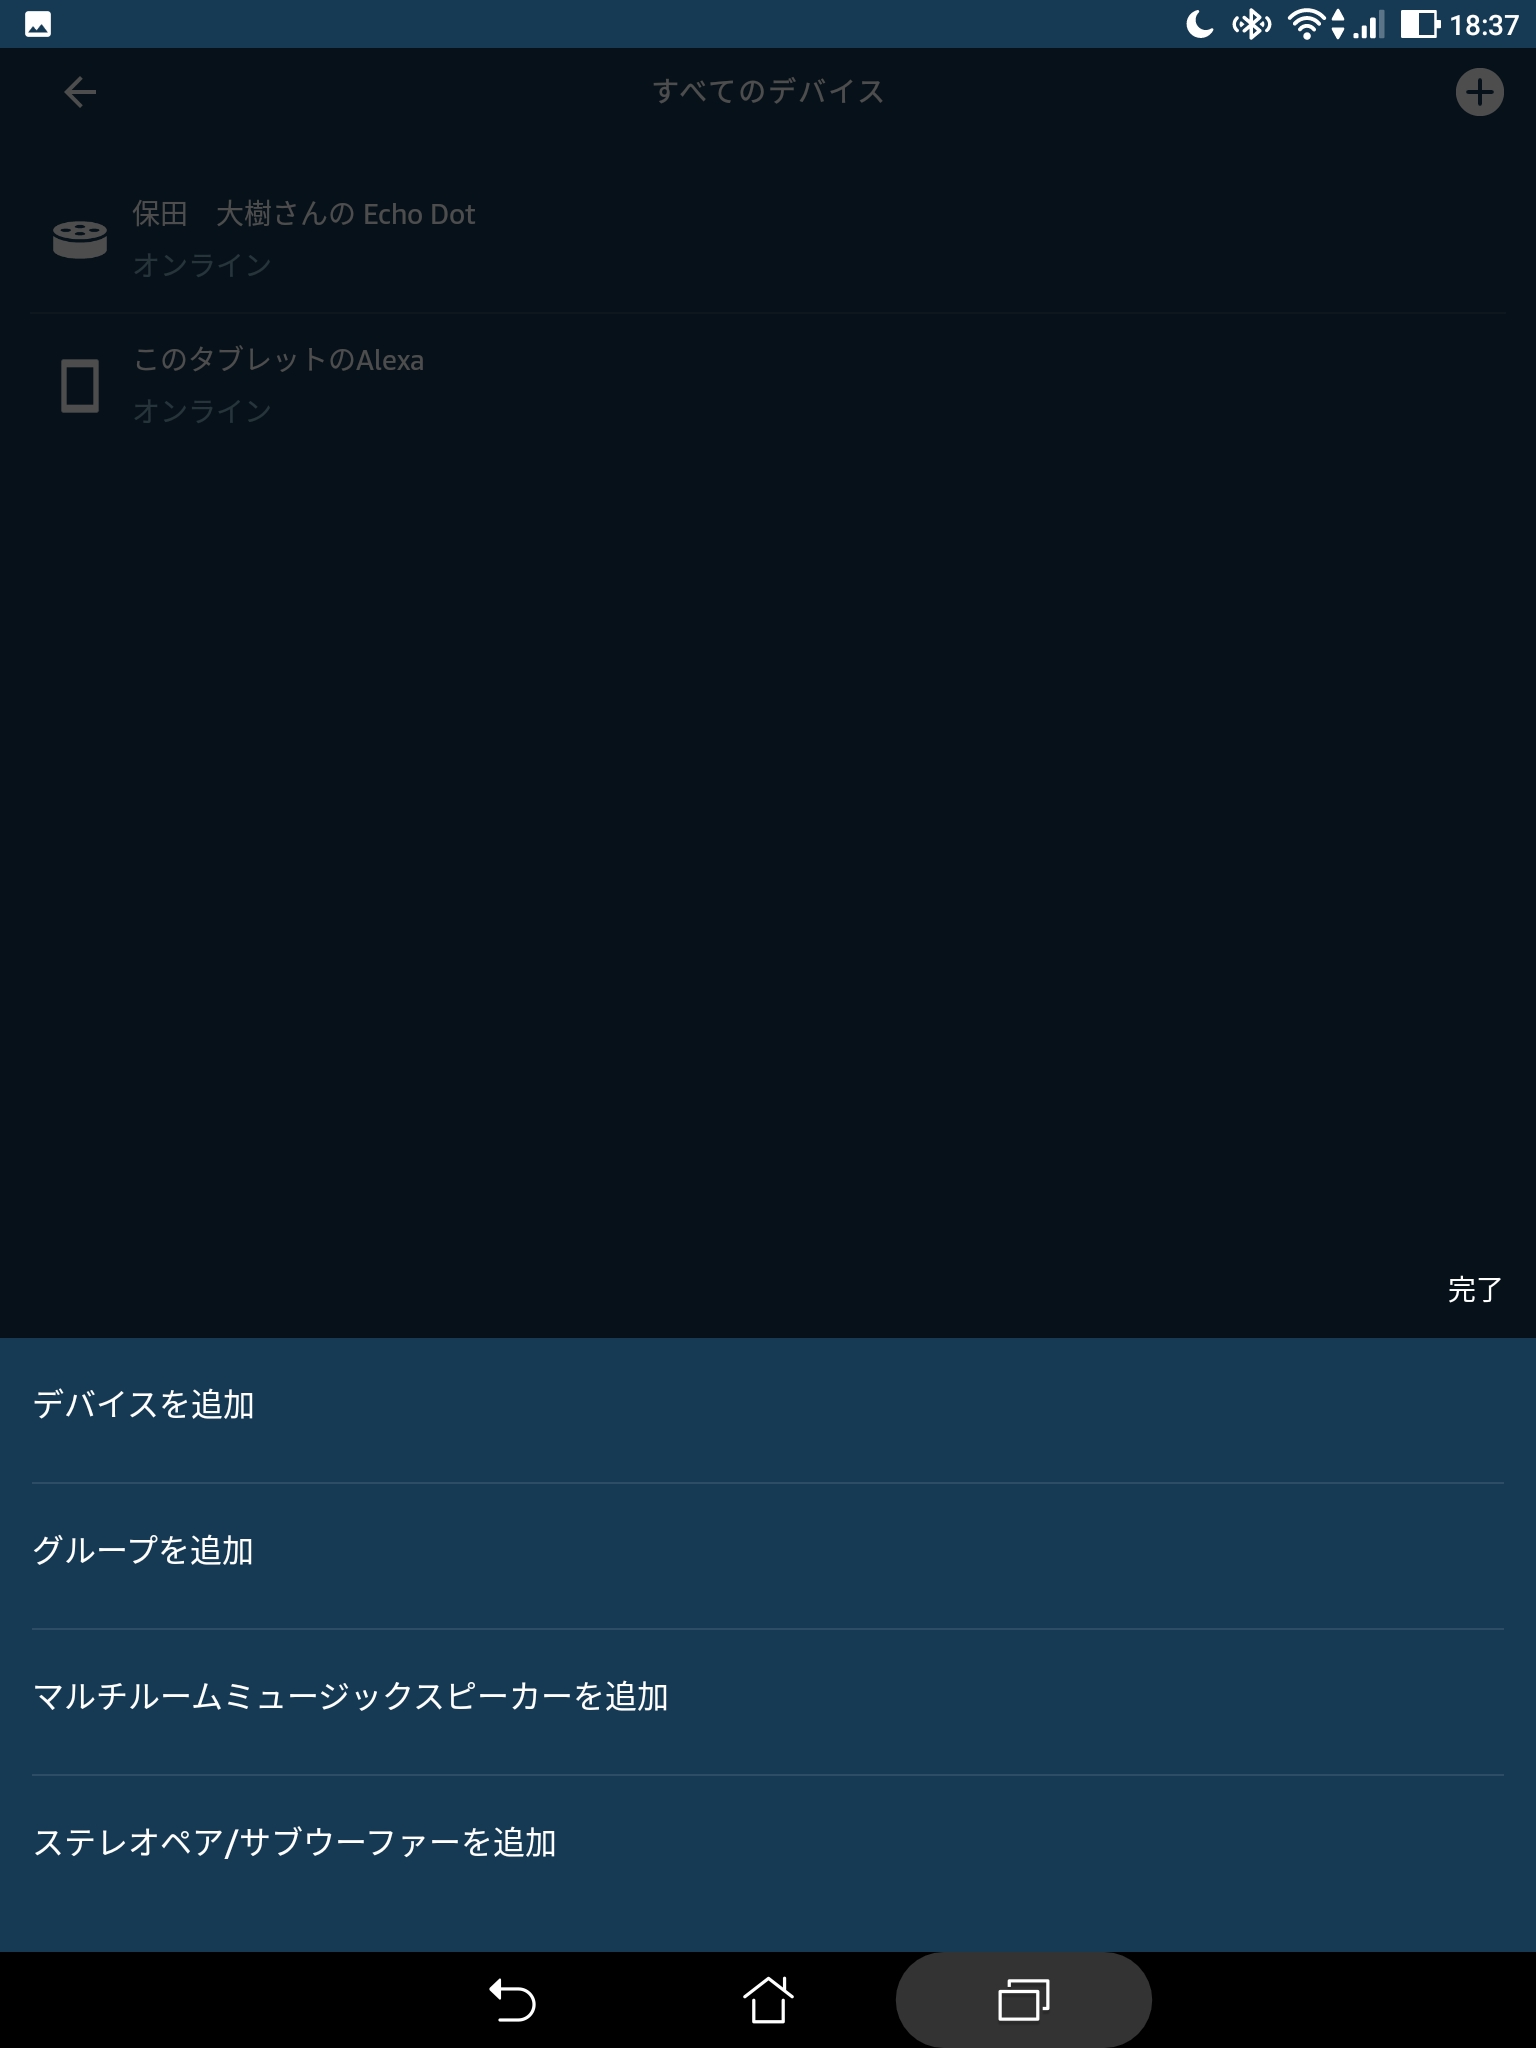 18:37
すべてのデバイス
保田　大樹さんの Echo Dot
オンライン
このタブレットのAlexa
オンライン
完了
デバイスを追加
グループを追加
マルチルームミュージックスピーカーを追加
ステレオペア/サブウーファーを追加